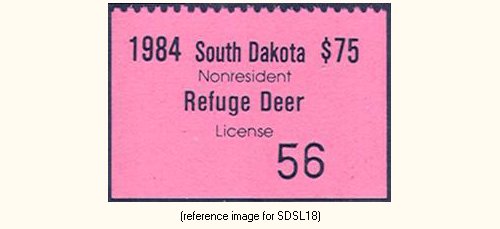 1984 South Dakota $75
Nonresident
Refuge Deer
License
56
(reference image for SDSL18)